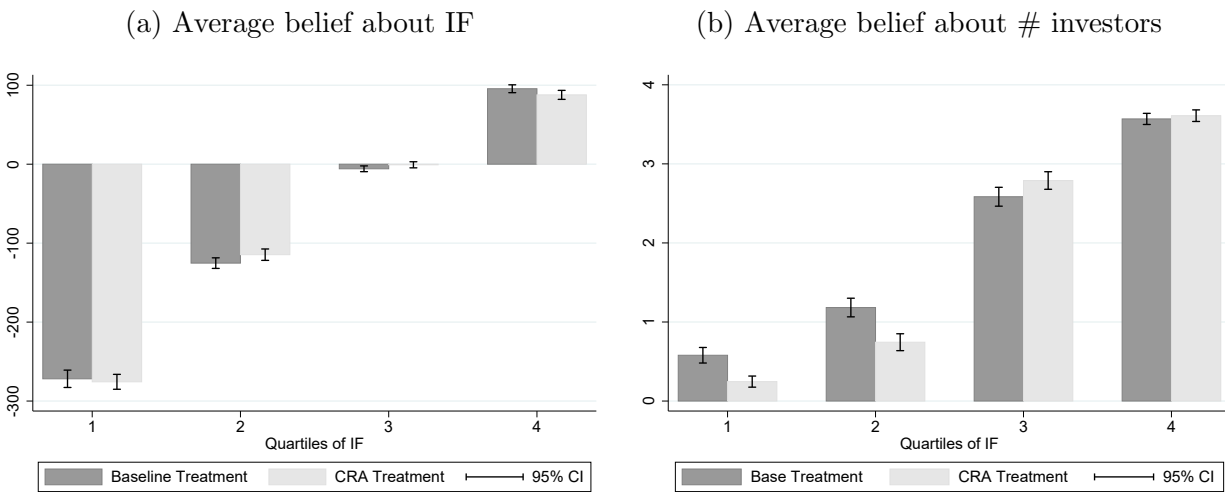 (a) Average belief about IF
100
0
-100
-200
-300
1 2 3 4
Quartiles of IF
Baseline Treatment CRA Treatment 95% CI
(b) Average belief about # investors
4
3
2
1
0
1 2 3 4
Quartiles of IF
Base Treatment CRA Treatment 95% CI